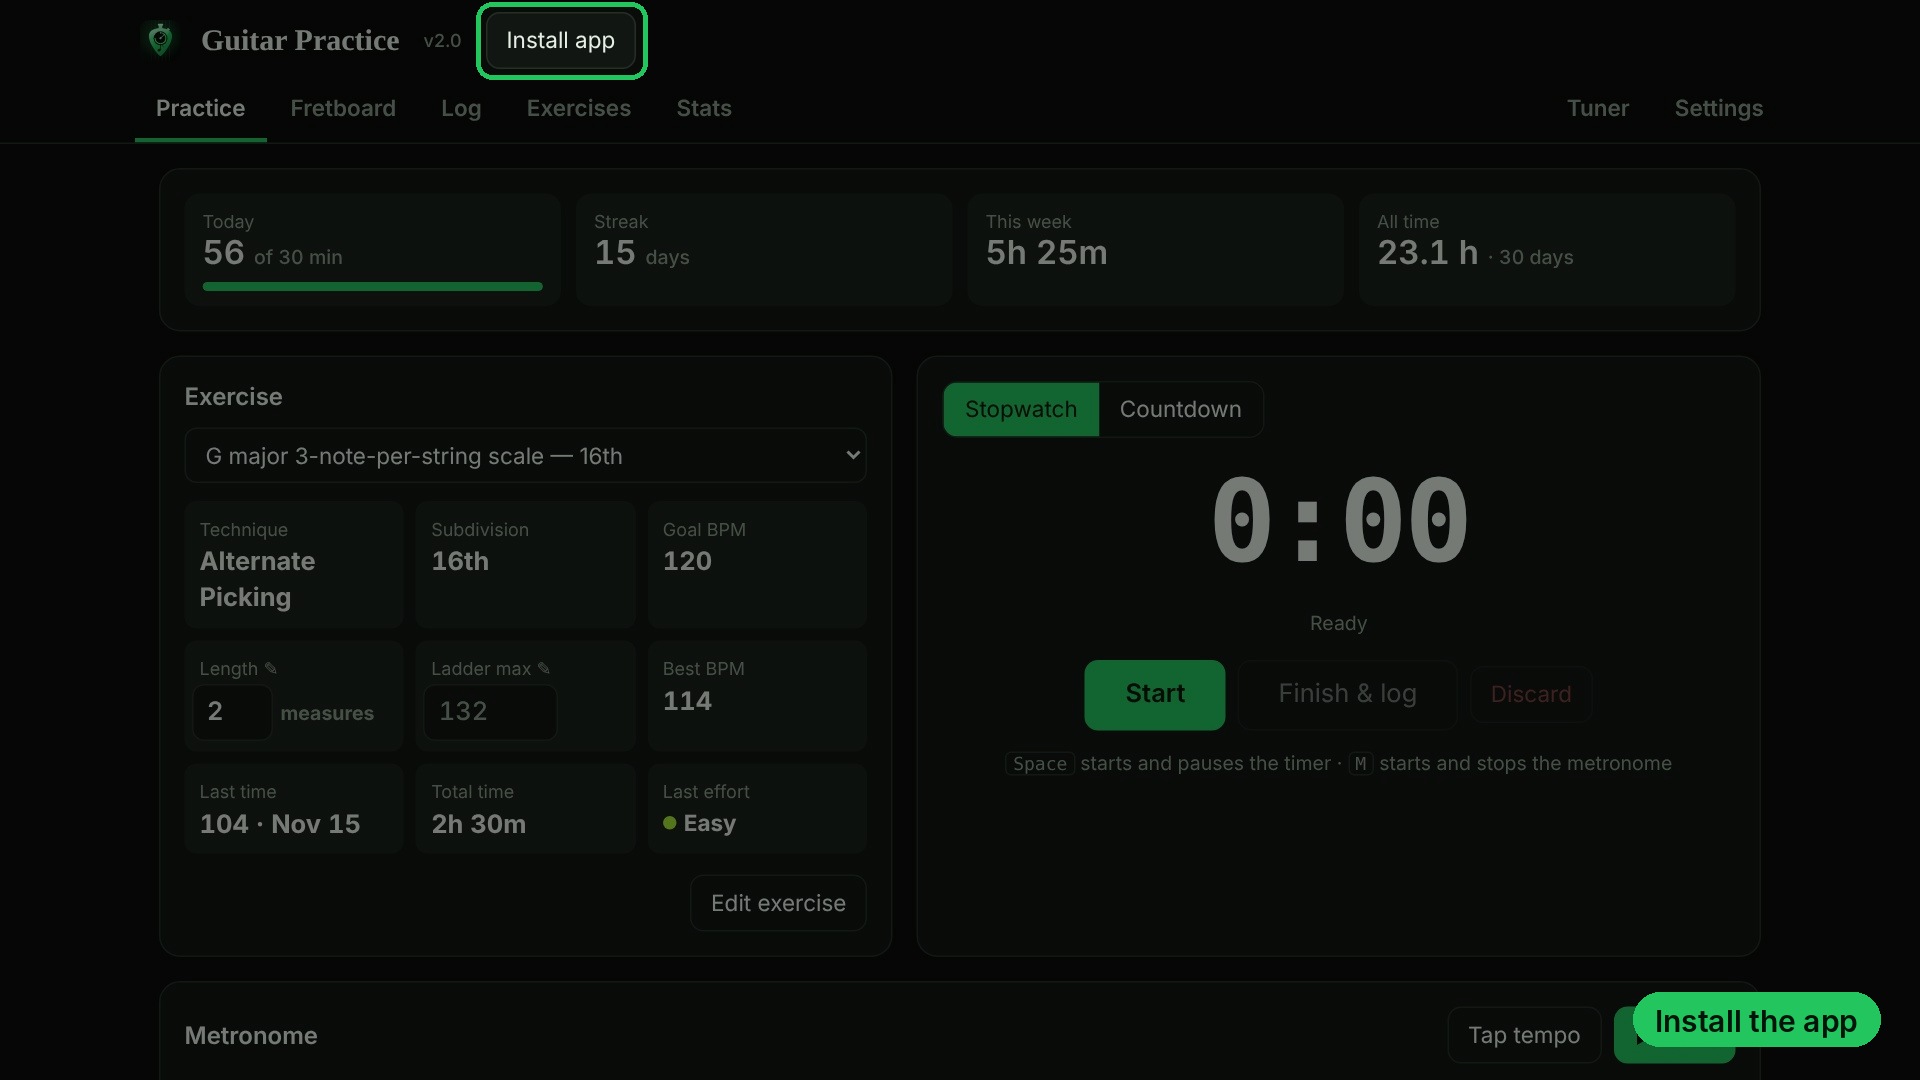 Guitar Practice v2.0 Install app
Practice Fretboard Log Exercises Stats Tuner Settings
Today Streak This week All time
56 of 30 min 15 days 5h 25m 23.1 h · 30 days
Exercise
G major 3-note-per-string scale — 16th
Technique Subdivision Goal BPM
Alternate Picking 16th 120
Length ✎ Ladder max ✎ Best BPM
2 measures 132 114
Last time Total time Last effort
104 · Nov 15 2h 30m Easy
Edit exercise
Stopwatch Countdown
0:00
Ready
Start Finish & log Discard
Space starts and pauses the timer · M starts and stops the metronome
Metronome Tap tempo
Install the app